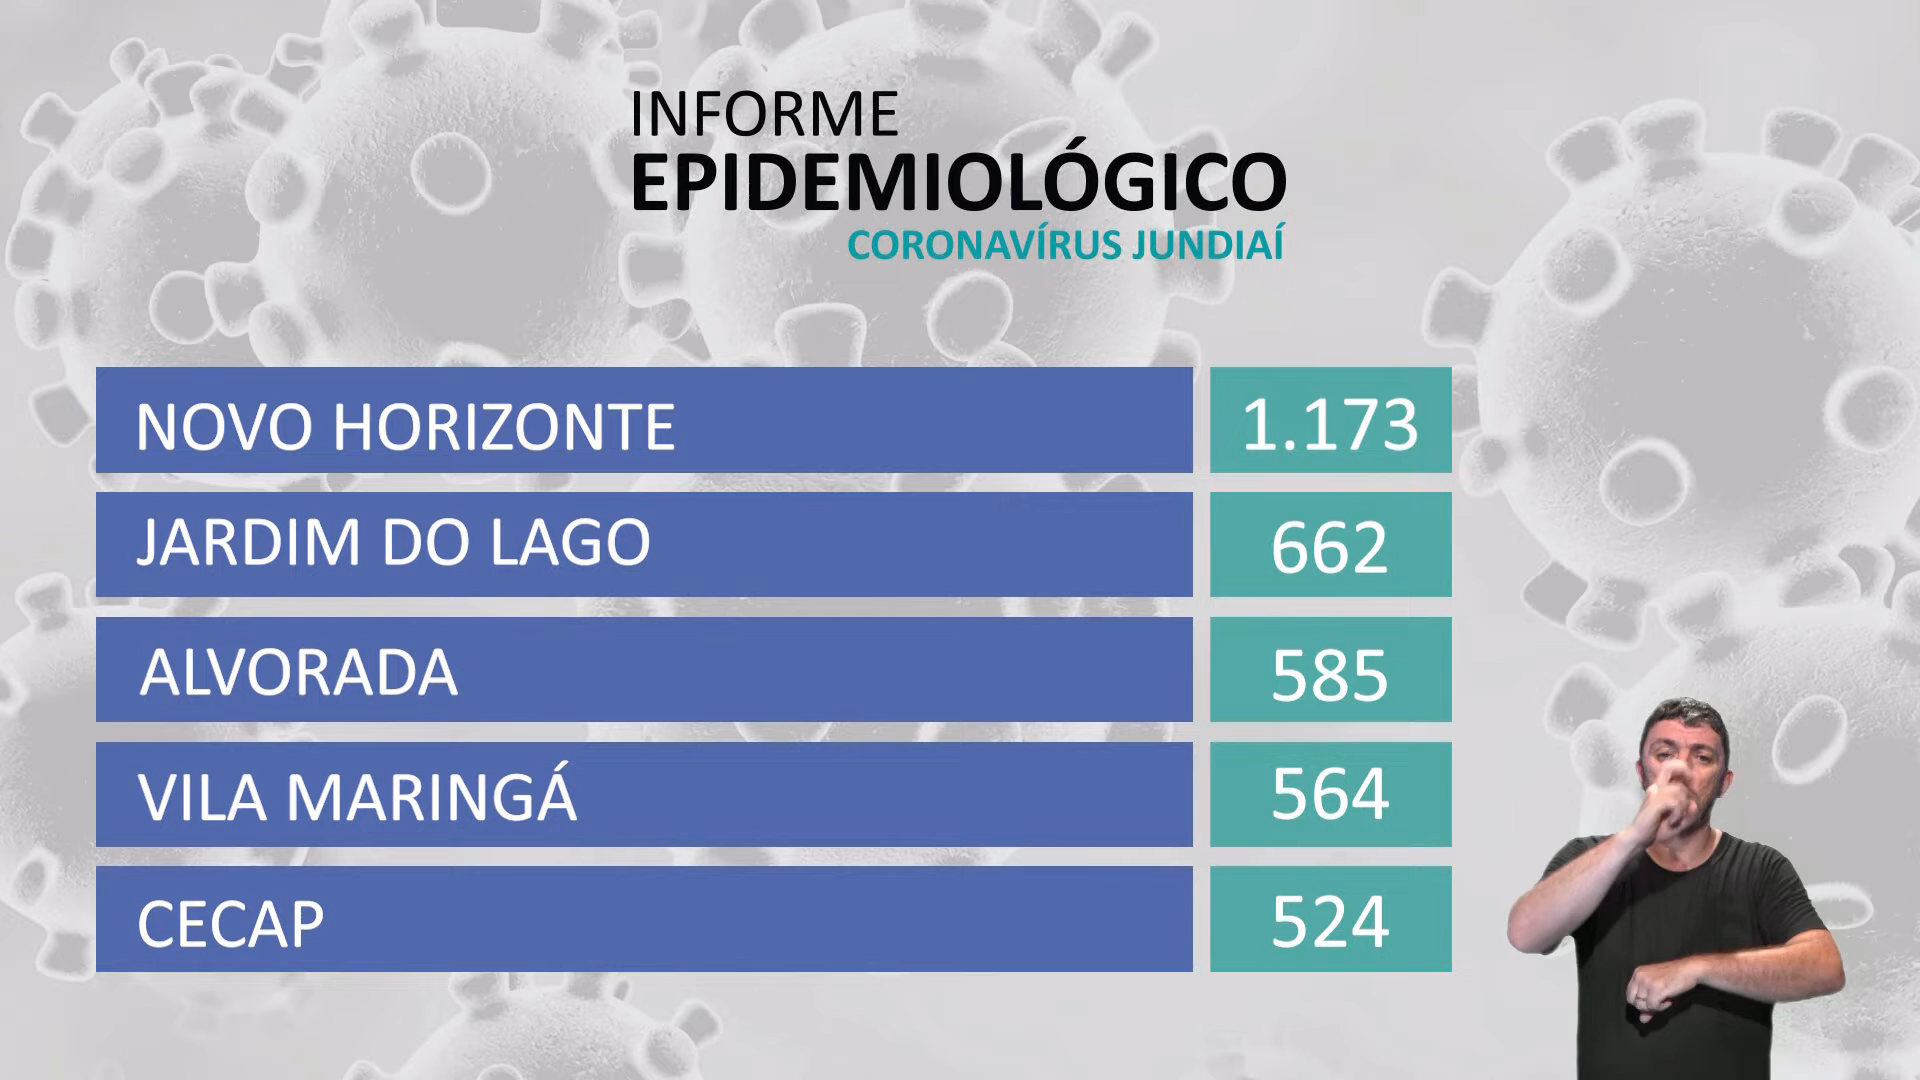 INFORME
EPIDEMIOLÓGICO
CORONAVÍRUS JUNDIAÍ
NOVO HORIZONTE 1.173
JARDIM DO LAGO 662
ALVORADA 585
VILA MARINGÁ 564
CECAP 524